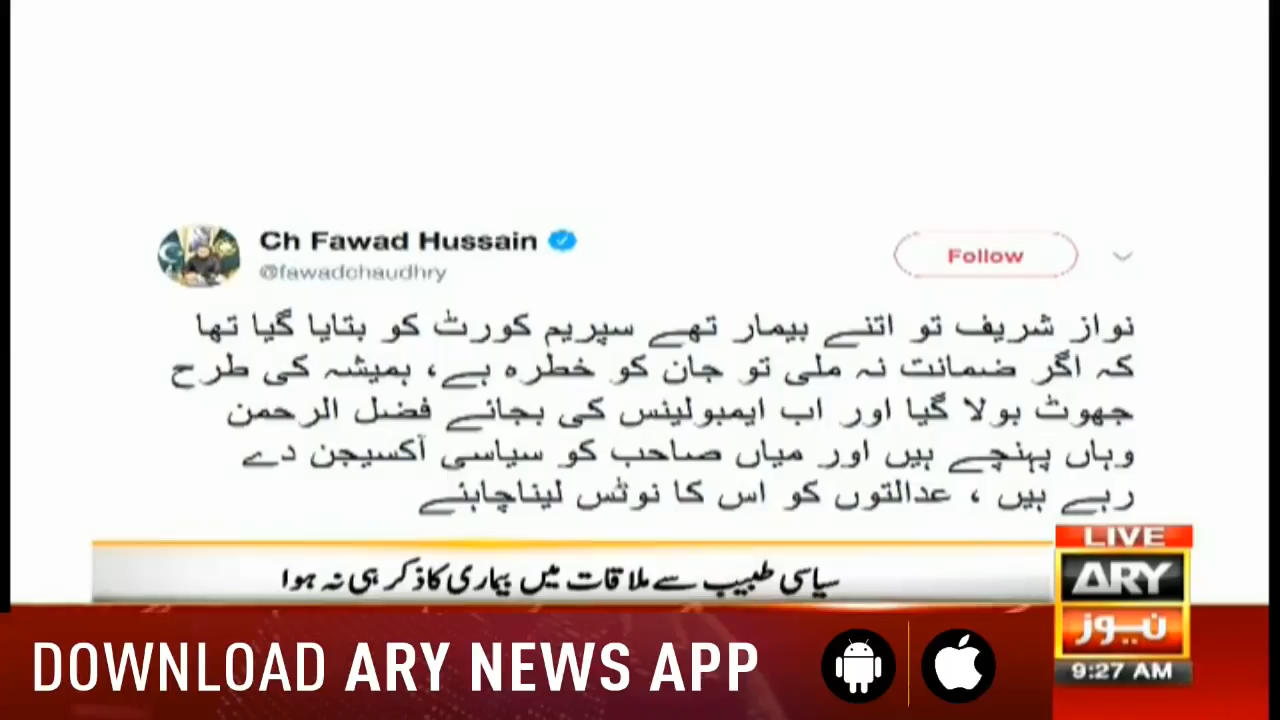 Ch Fawad Hussain
@fawadchaudhry
Follow
نواز شریف تو اتنے بیمار تھے سپریم کورٹ کو بتایا گیا تھا
کہ اگر ضمانت نہ ملی تو جان کو خطرہ ہے، ہمیشہ کی طرح
جھوٹ بولا گیا اور اب ایمبولینس کی بجائے فضل الرحمن
وہاں پہنچے ہیں اور میاں صاحب کو سیاسی آکسیجن دے
رہے ہیں ، عدالتوں کو اس کا نوٹس لیناچاہئے
سیاسی طبیب سے ملاقات میں بیماری کا ذکر ہی نہ ہوا
LIVE
ARY
نیوز
9:27 AM
DOWNLOAD ARY NEWS APP